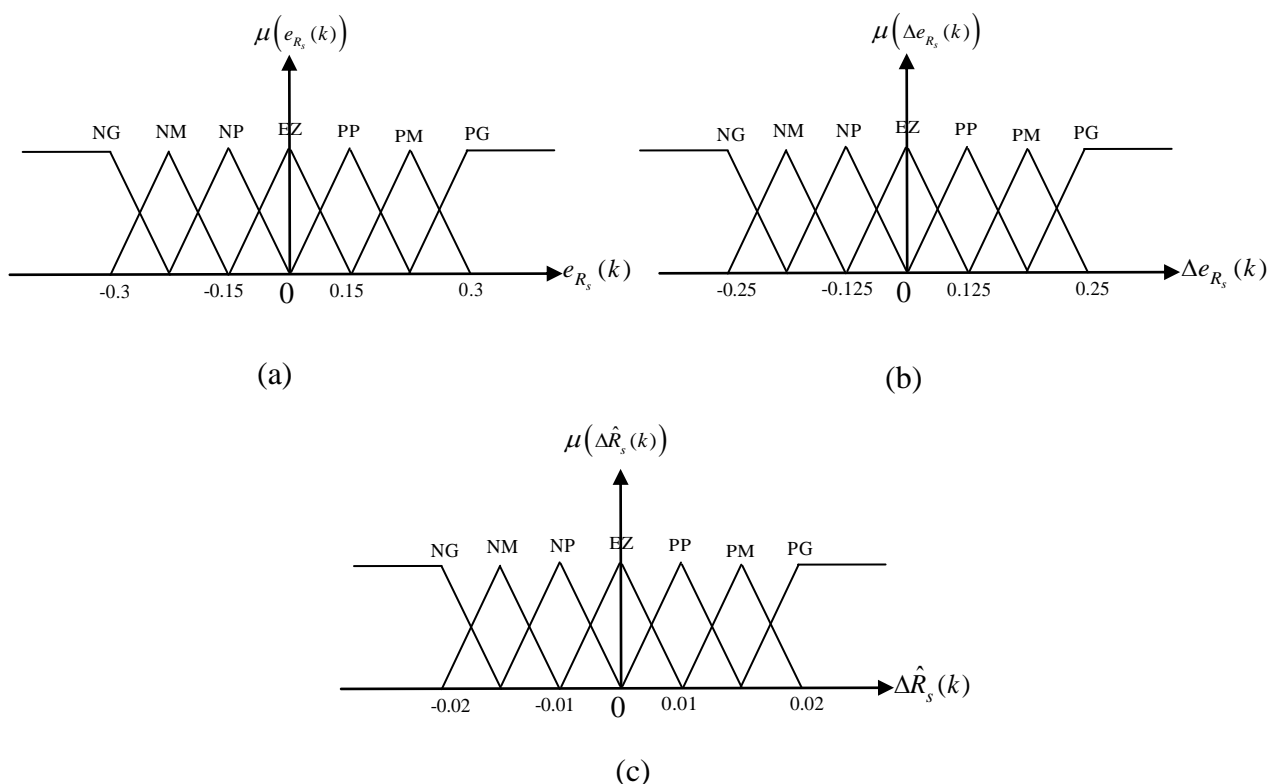 μ(e_{R_s}(k))
NG NM NP EZ PP PM PG
e_{R_s}(k)
-0.3 -0.15 0 0.15 0.3
(a)
μ(Δe_{R_s}(k))
NG NM NP EZ PP PM PG
Δe_{R_s}(k)
-0.25 -0.125 0 0.125 0.25
(b)
μ(ΔR̂_s(k))
NG NM NP EZ PP PM PG
ΔR̂_s(k)
-0.02 -0.01 0 0.01 0.02
(c)